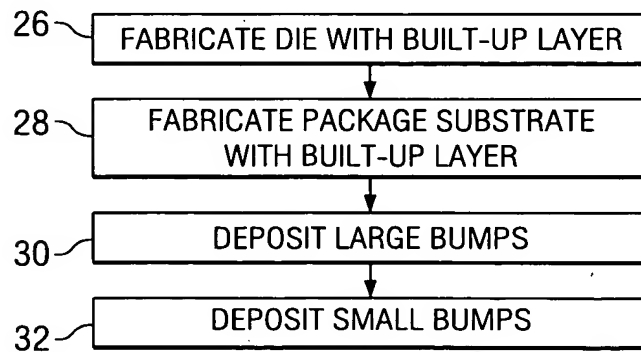 26
FABRICATE DIE WITH BUILT-UP LAYER
28
FABRICATE PACKAGE SUBSTRATE
WITH BUILT-UP LAYER
30
DEPOSIT LARGE BUMPS
32
DEPOSIT SMALL BUMPS